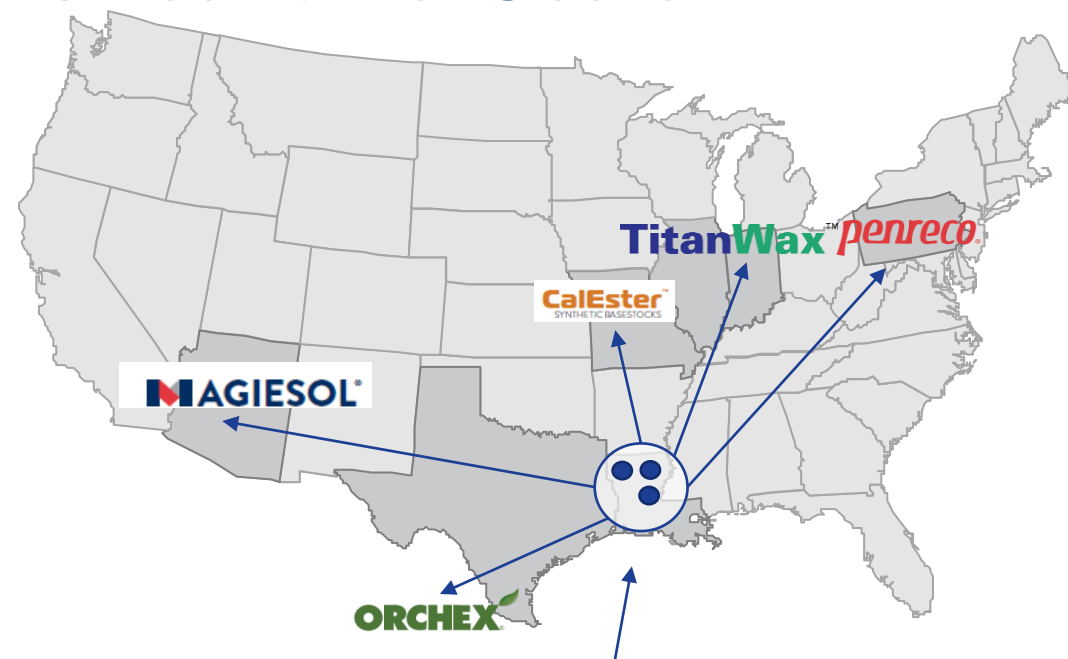 TitanWax™
penreco®
CalEster™
SYNTHETIC BASESTOCKS
MAGIESOL®
ORCHEX®